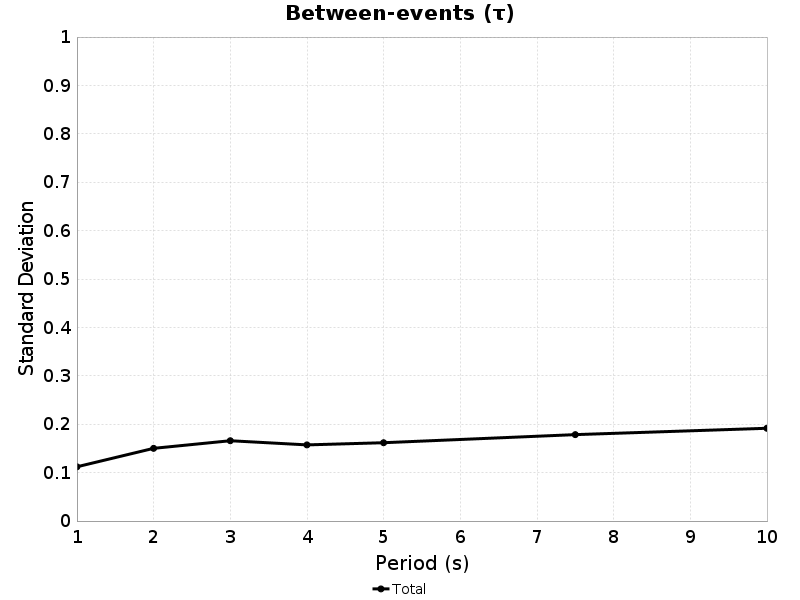 Between-events (τ)
1
0.9
0.8
0.7
0.6
0.5
0.4
0.3
0.2
0.1
0
Standard Deviation
1 2 3 4 5 6 7 8 9 10
Period (s)
Total